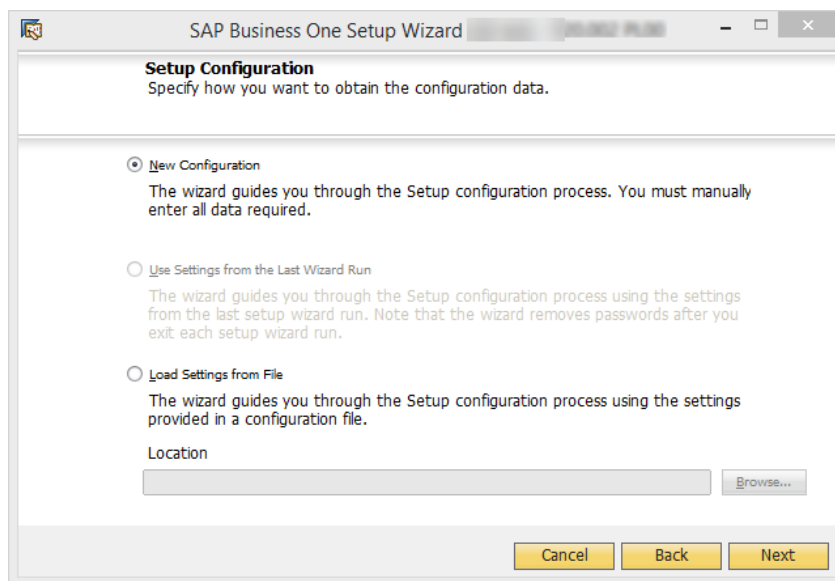 SAP Business One Setup Wizard
Setup Configuration
Specify how you want to obtain the configuration data.
New Configuration
The wizard guides you through the Setup configuration process. You must manually
enter all data required.
Use Settings from the Last Wizard Run
The wizard guides you through the Setup configuration process using the settings
from the last setup wizard run. Note that the wizard removes passwords after you
exit each setup wizard run.
Load Settings from File
The wizard guides you through the Setup configuration process using the settings
provided in a configuration file.
Location
Browse...
Cancel Back Next